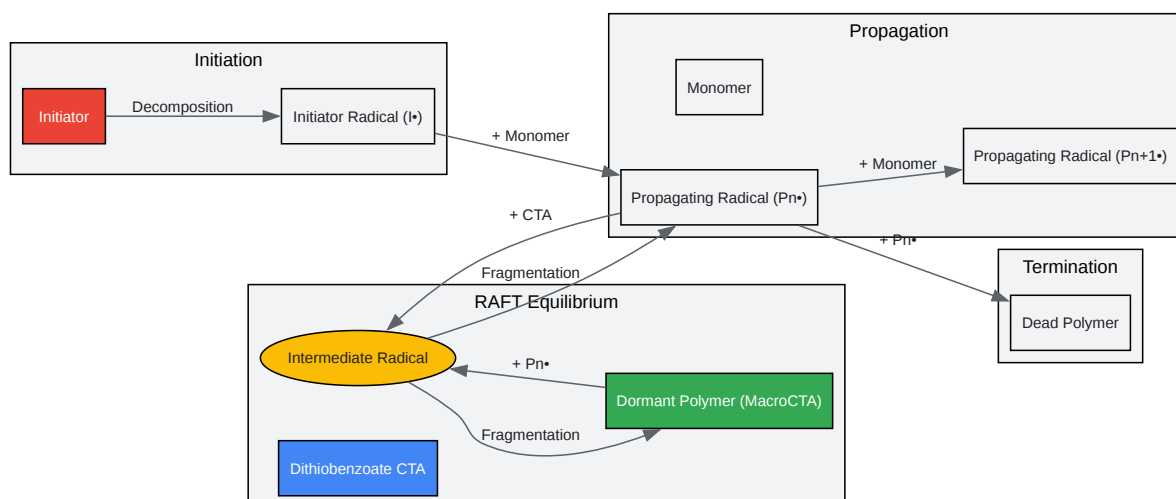 Propagation
Initiation
Monomer
Initiator
Decomposition
Initiator Radical (I•)
+ Monomer
+ Monomer
Propagating Radical (Pn+1•)
Propagating Radical (Pn•)
+ CTA
+ Pn•
Fragmentation
Termination
RAFT Equilibrium
Dead Polymer
Intermediate Radical
+ Pn•
Dormant Polymer (MacroCTA)
Fragmentation
Dithiobenzoate CTA